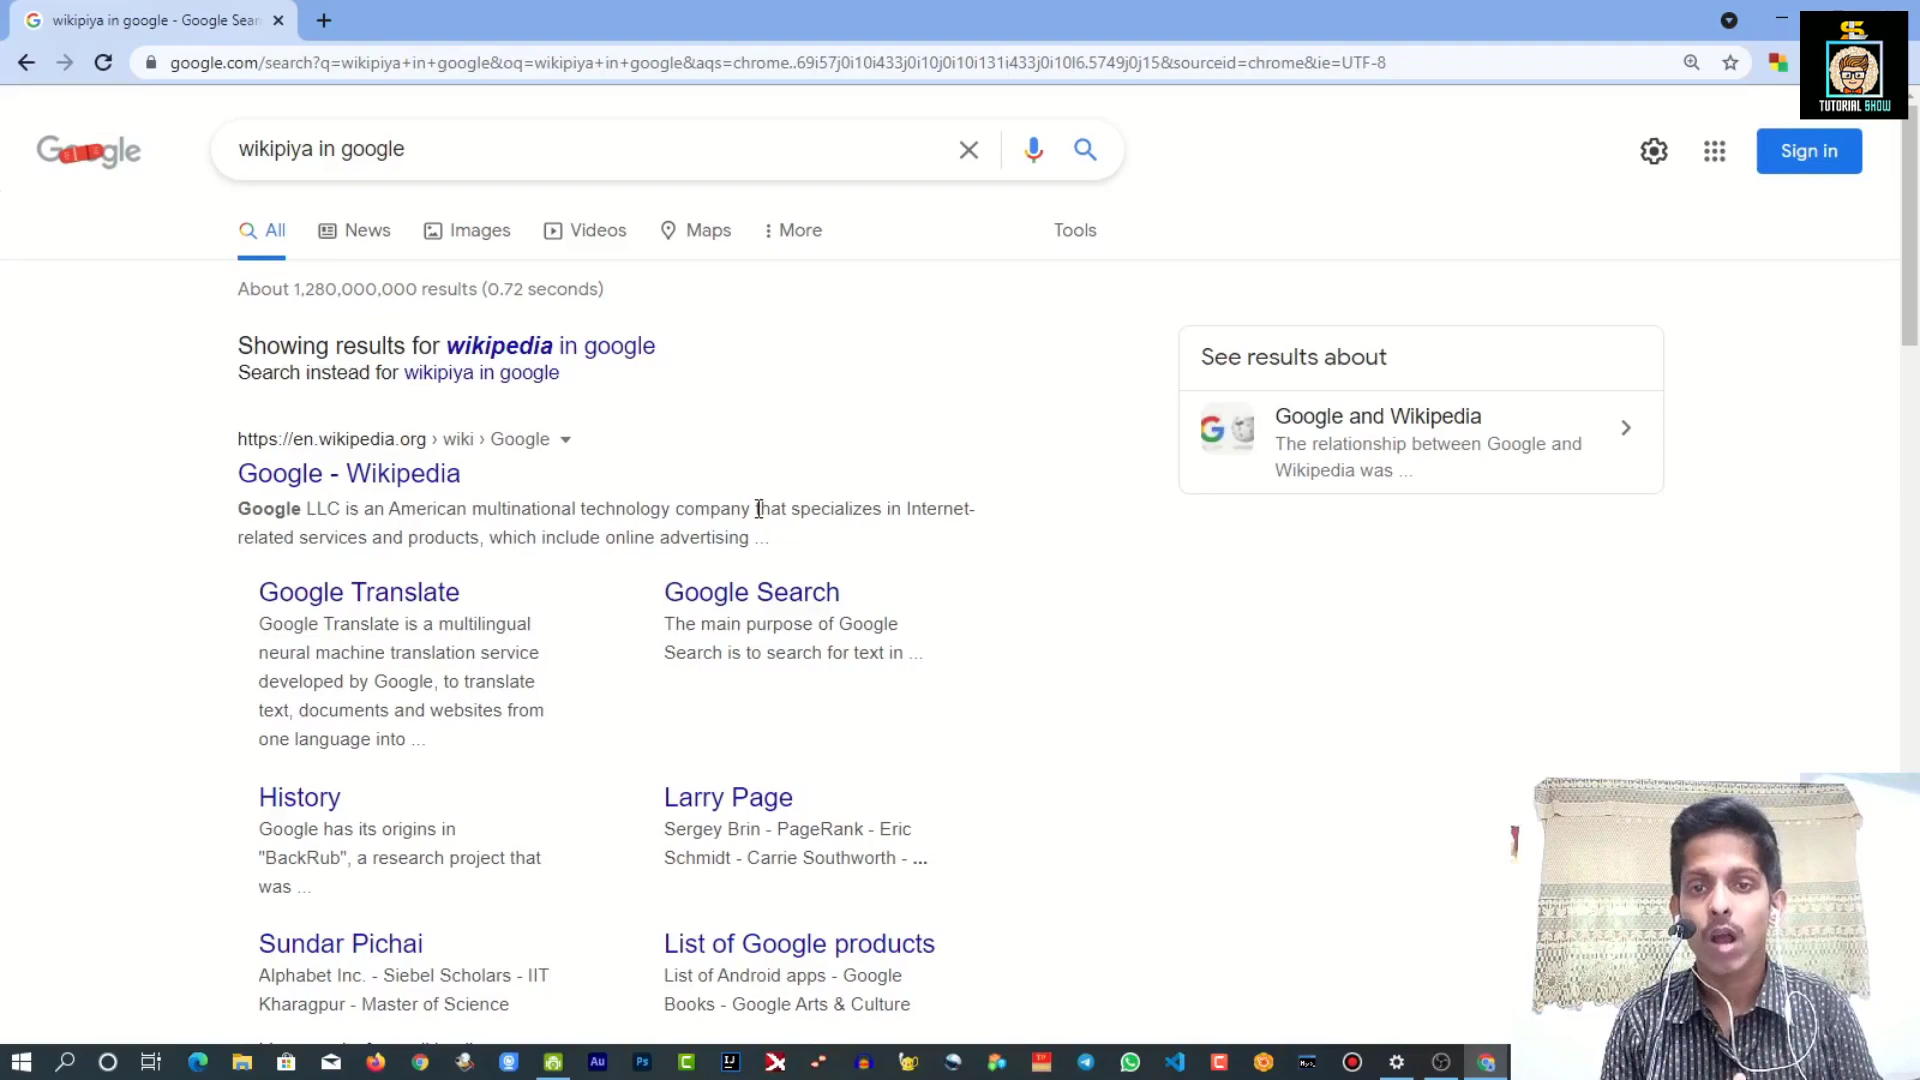 wikipiya in google - Google Sear
google.com/search?q=wikipiya+in+google&oq=wikipiya+in+google&aqs=chrome..69i57j0i10i433j0i10j0i10i131i433j0i10l6.5749j0j15&sourceid=chrome&ie=UTF-8
TUTORIAL SHOW
Google
wikipiya in google
Sign in
All News Images Videos Maps More Tools
About 1,280,000,000 results (0.72 seconds)
Showing results for wikipedia in google
Search instead for wikipiya in google
See results about
Google and Wikipedia
The relationship between Google and
Wikipedia was ...
https://en.wikipedia.org › wiki › Google
Google - Wikipedia
Google LLC is an American multinational technology company that specializes in Internet-
related services and products, which include online advertising ...
Google Translate
Google Translate is a multilingual
neural machine translation service
developed by Google, to translate
text, documents and websites from
one language into ...
Google Search
The main purpose of Google
Search is to search for text in ...
History
Google has its origins in
"BackRub", a research project that
was ...
Larry Page
Sergey Brin - PageRank - Eric
Schmidt - Carrie Southworth - ...
Sundar Pichai
Alphabet Inc. - Siebel Scholars - IIT
Kharagpur - Master of Science
List of Google products
List of Android apps - Google
Books - Google Arts & Culture
Au Ps C IJ